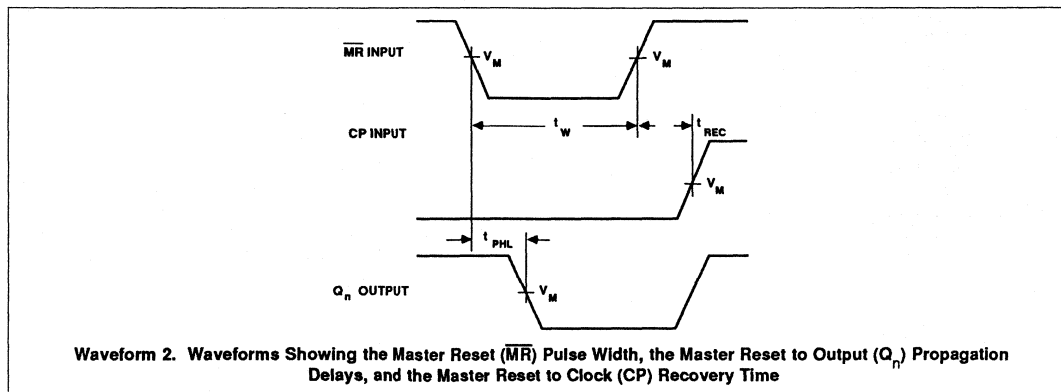 MR INPUT
V_M
V_M
t_W
t_REC
CP INPUT
V_M
t_PHL
Q_n OUTPUT
V_M
Waveform 2. Waveforms Showing the Master Reset (MR) Pulse Width, the Master Reset to Output (Q_n) Propagation
Delays, and the Master Reset to Clock (CP) Recovery Time